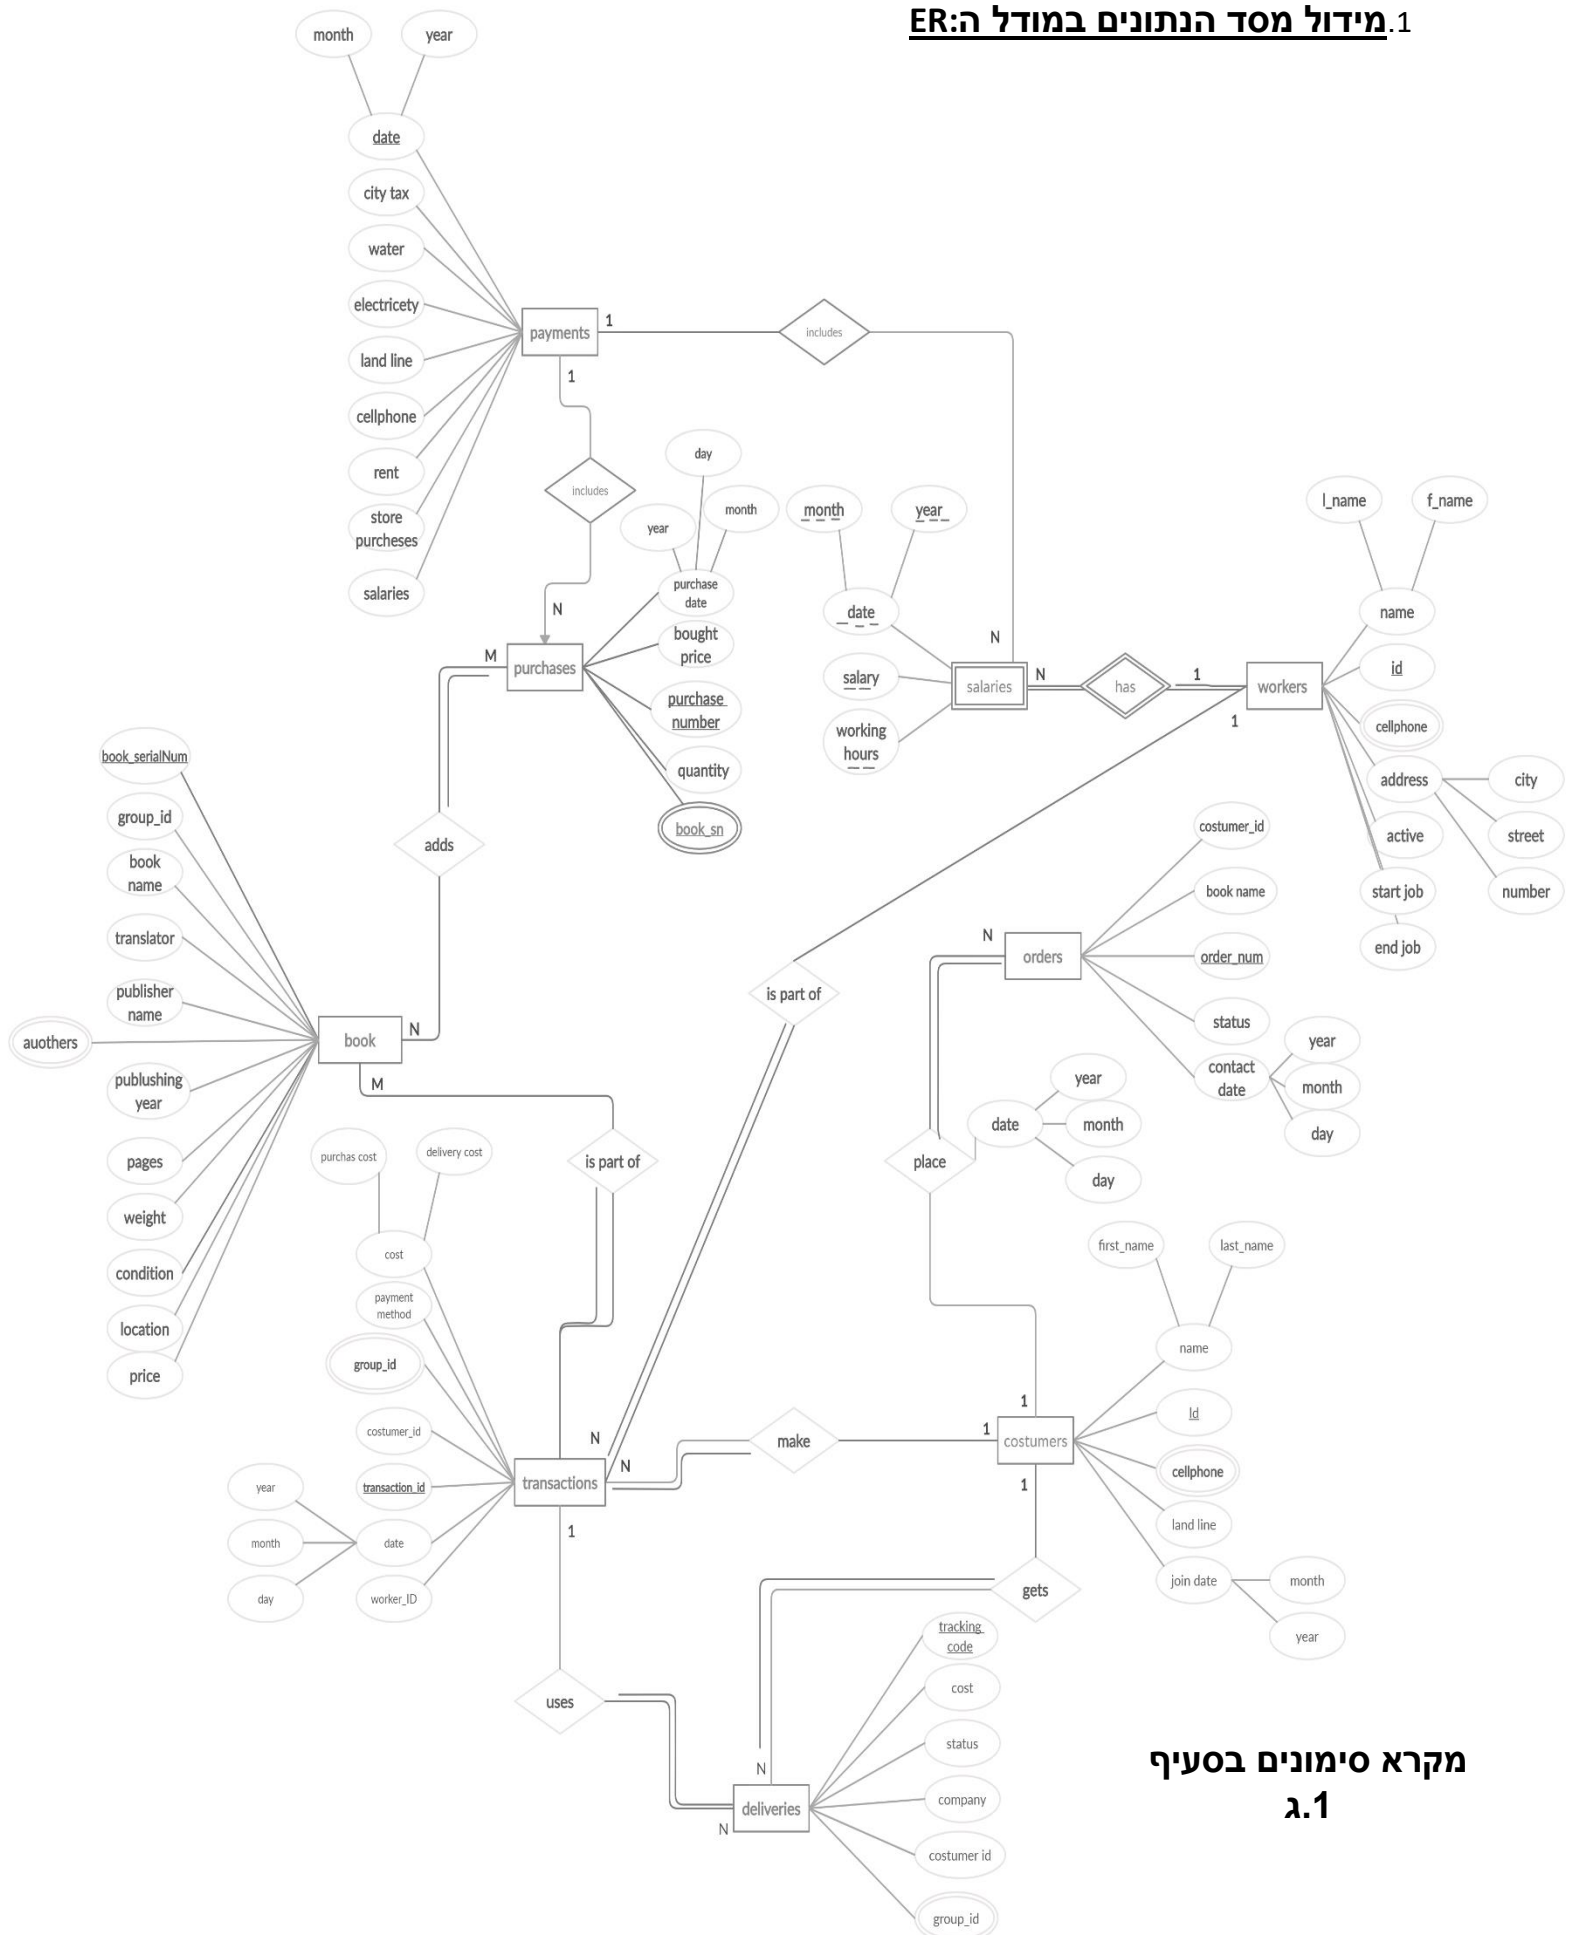 1.מידול מסד הנתונים במודל ה:ER
month
year
date
city tax
water
electricety
land line
cellphone
rent
store
purcheses
salaries
payments
1
includes
1
includes
N
day
year
month
purchase
date
bought
price
purchase
number
quantity
book_sn
purchases
M
month
year
date
salary
working
hours
N
salaries
N
has
1
workers
1
l_name
f_name
name
id
cellphone
address
city
street
number
active
start job
end job
book_serialNum
group_id
book
name
translator
publisher
name
auothers
publushing
year
pages
weight
condition
location
price
adds
book
N
M
is part of
is part of
N
orders
costumer_id
book name
order_num
status
contact
date
year
month
day
place
date
year
month
day
purchas cost
delivery cost
cost
payment
method
group_id
costumer_id
transaction_id
date
year
month
day
worker_ID
transactions
N
N
1
make
1
1
costumers
1
first_name
last_name
name
Id
cellphone
land line
join date
month
year
gets
uses
N
deliveries
N
tracking
code
cost
status
company
costumer id
group_id
מקרא סימונים בסעיף
1.ג